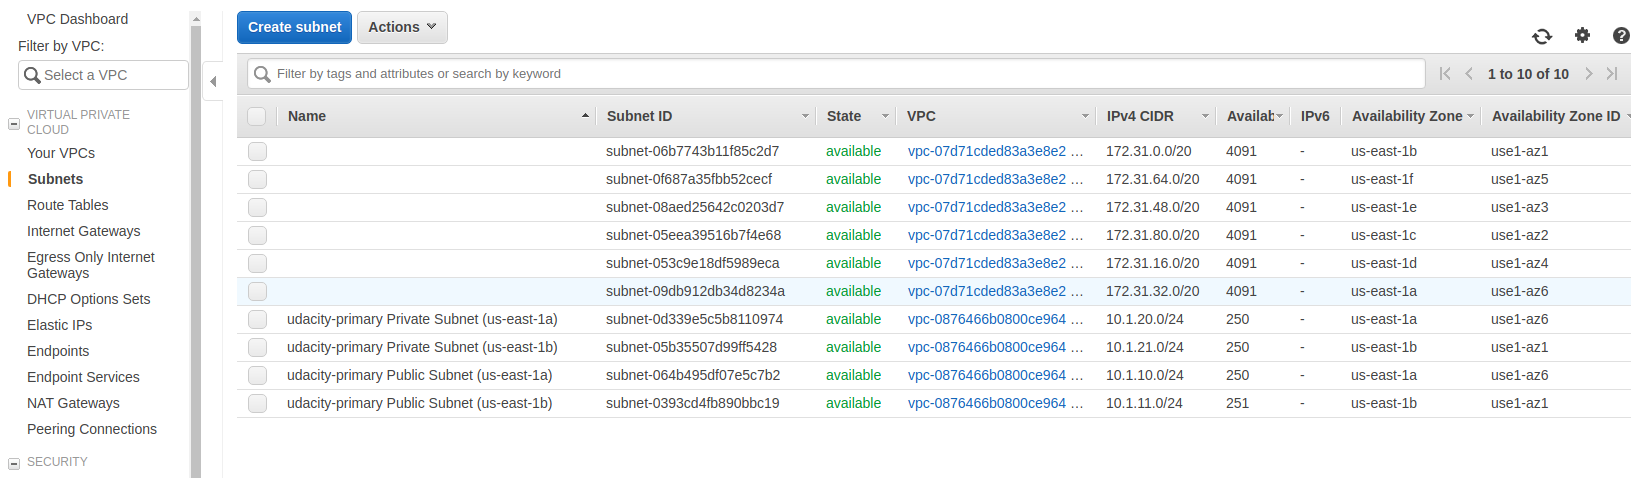 VPC Dashboard
Filter by VPC:
Select a VPC
VIRTUAL PRIVATE
CLOUD
Your VPCs
Subnets
Route Tables
Internet Gateways
Egress Only Internet
Gateways
DHCP Options Sets
Elastic IPs
Endpoints
Endpoint Services
NAT Gateways
Peering Connections
SECURITY
Create subnet Actions
Filter by tags and attributes or search by keyword 1 to 10 of 10
Name Subnet ID State VPC IPv4 CIDR Availab IPv6 Availability Zone Availability Zone ID
subnet-06b7743b11f85c2d7 available vpc-07d71cded83a3e8e2 ... 172.31.0.0/20 4091 - us-east-1b use1-az1
subnet-0f687a35fbb52cecf available vpc-07d71cded83a3e8e2 ... 172.31.64.0/20 4091 - us-east-1f use1-az5
subnet-08aed25642c0203d7 available vpc-07d71cded83a3e8e2 ... 172.31.48.0/20 4091 - us-east-1e use1-az3
subnet-05eea39516b7f4e68 available vpc-07d71cded83a3e8e2 ... 172.31.80.0/20 4091 - us-east-1c use1-az2
subnet-053c9e18df5989eca available vpc-07d71cded83a3e8e2 ... 172.31.16.0/20 4091 - us-east-1d use1-az4
subnet-09db912db34d8234a available vpc-07d71cded83a3e8e2 ... 172.31.32.0/20 4091 - us-east-1a use1-az6
udacity-primary Private Subnet (us-east-1a) subnet-0d339e5c5b8110974 available vpc-0876466b0800ce964 ... 10.1.20.0/24 250 - us-east-1a use1-az6
udacity-primary Private Subnet (us-east-1b) subnet-05b35507d99ff5428 available vpc-0876466b0800ce964 ... 10.1.21.0/24 250 - us-east-1b use1-az1
udacity-primary Public Subnet (us-east-1a) subnet-064b495df07e5c7b2 available vpc-0876466b0800ce964 ... 10.1.10.0/24 250 - us-east-1a use1-az6
udacity-primary Public Subnet (us-east-1b) subnet-0393cd4fb890bbc19 available vpc-0876466b0800ce964 ... 10.1.11.0/24 251 - us-east-1b use1-az1